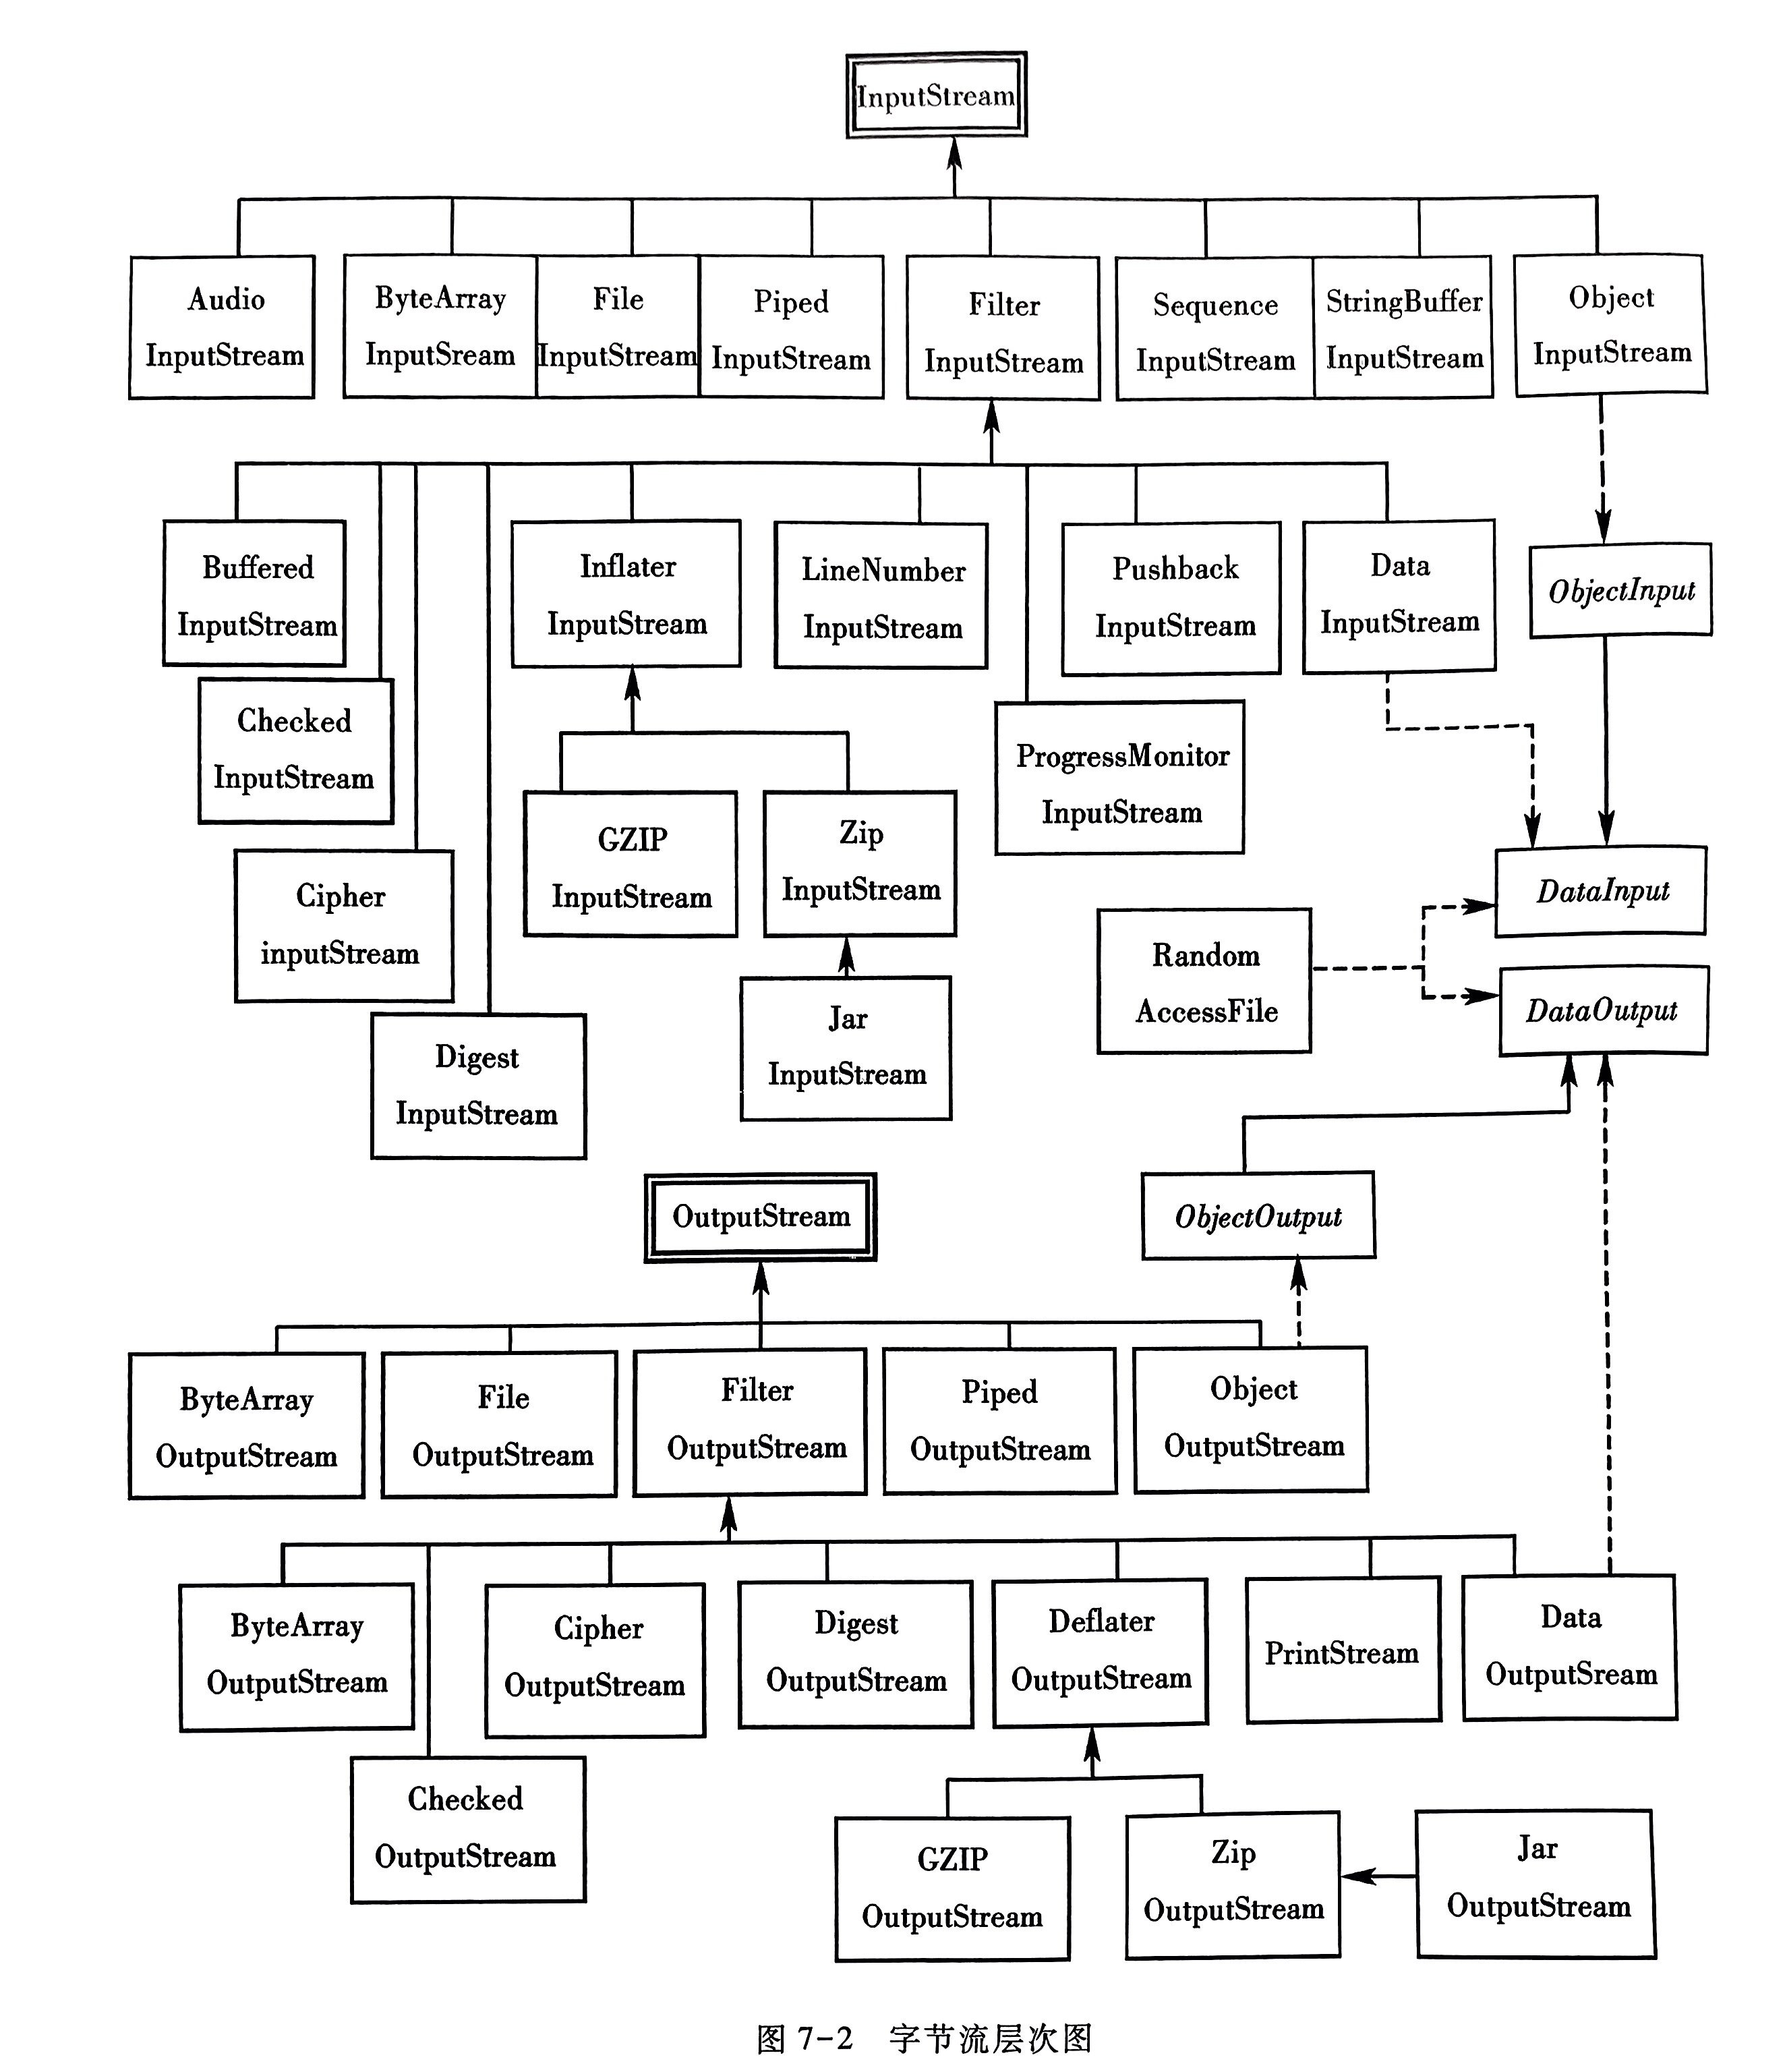 InputStream
Audio
InputStream
ByteArray
InputSream
File
InputStream
Piped
InputStream
Filter
InputStream
Sequence
InputStream
StringBuffer
InputStream
Object
InputStream
Buffered
InputStream
Inflater
InputStream
LineNumber
InputStream
Pushback
InputStream
Data
InputStream
ObjectInput
Checked
InputStream
ProgressMonitor
InputStream
GZIP
InputStream
Zip
InputStream
Cipher
inputStream
DataInput
Random
AccessFile
DataOutput
Jar
InputStream
Digest
InputStream
OutputStream
ObjectOutput
ByteArray
OutputStream
File
OutputStream
Filter
OutputStream
Piped
OutputStream
Object
OutputStream
ByteArray
OutputStream
Cipher
OutputStream
Digest
OutputStream
Deflater
OutputStream
PrintStream
Data
OutputSream
Checked
OutputStream
GZIP
OutputStream
Zip
OutputStream
Jar
OutputStream
图 7-2 字节流层次图